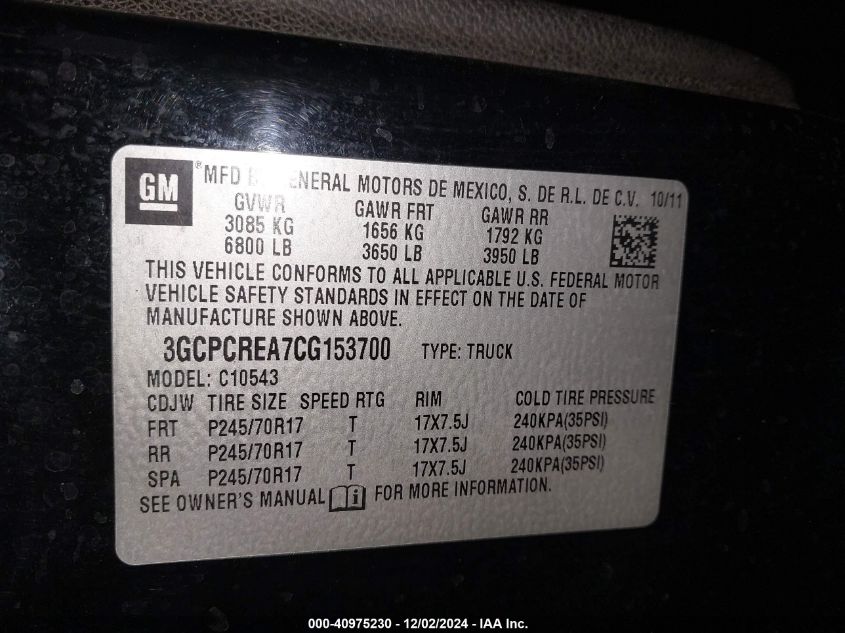 GM ® MFD ENERAL MOTORS DE MEXICO, S. DE R.L. DE C.V. 10/11
GVWR GAWR FRT GAWR RR
3085 KG 1656 KG 1792 KG
6800 LB 3650 LB 3950 LB
THIS VEHICLE CONFORMS TO ALL APPLICABLE U.S. FEDERAL MOTOR
VEHICLE SAFETY STANDARDS IN EFFECT ON THE DATE OF
MANUFACTURE SHOWN ABOVE.
3GCPCREA7CG153700 TYPE: TRUCK
MODEL: C10543
CDJW TIRE SIZE SPEED RTG RIM COLD TIRE PRESSURE
FRT P245/70R17 T 17X7.5J 240KPA(35PSI)
RR P245/70R17 T 17X7.5J 240KPA(35PSI)
SPA P245/70R17 T 17X7.5J 240KPA(35PSI)
SEE OWNER'S MANUAL i FOR MORE INFORMATION.
000-40975230 - 12/02/2024 - IAA Inc.